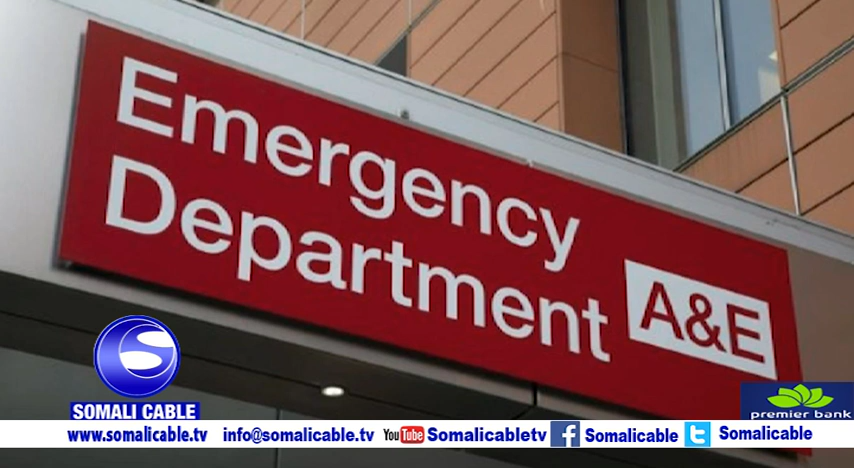 Emergency
Department A&E
S
SOMALI CABLE
premier bank
www.somalicable.tv info@somalicable.tv YouTube Somalicabletv f Somalicable Somalicable